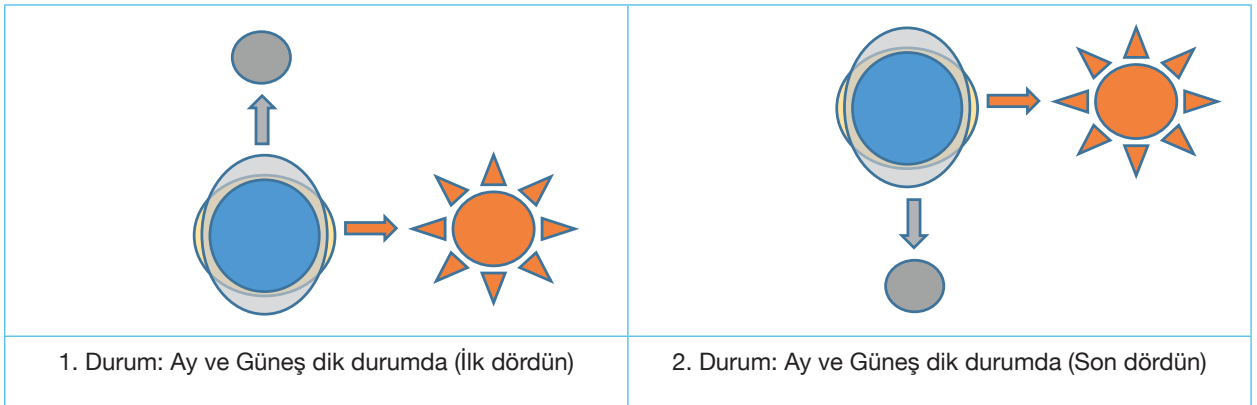 1. Durum: Ay ve Güneş dik durumda (İlk dördün)
2. Durum: Ay ve Güneş dik durumda (Son dördün)